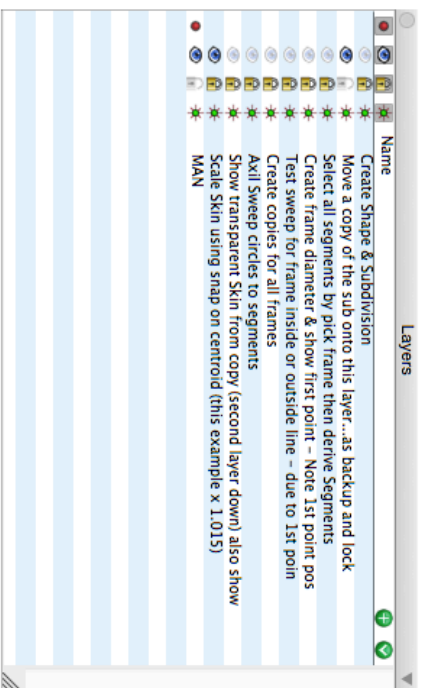 Layers
Name
Create Shape & Subdivision
Move a copy of the sub onto this layer...as backup and lock
Select all segments by pick frame then derive Segments
Create frame diameter & show first point – Note 1st point pos
Test sweep for frame inside or outside line – due to 1st poin
Create copies for all frames
Axil Sweep circles to segments
Show transparent Skin from copy (second layer down) also show
Scale Skin using snap on centroid (this example x 1.015)
MAN